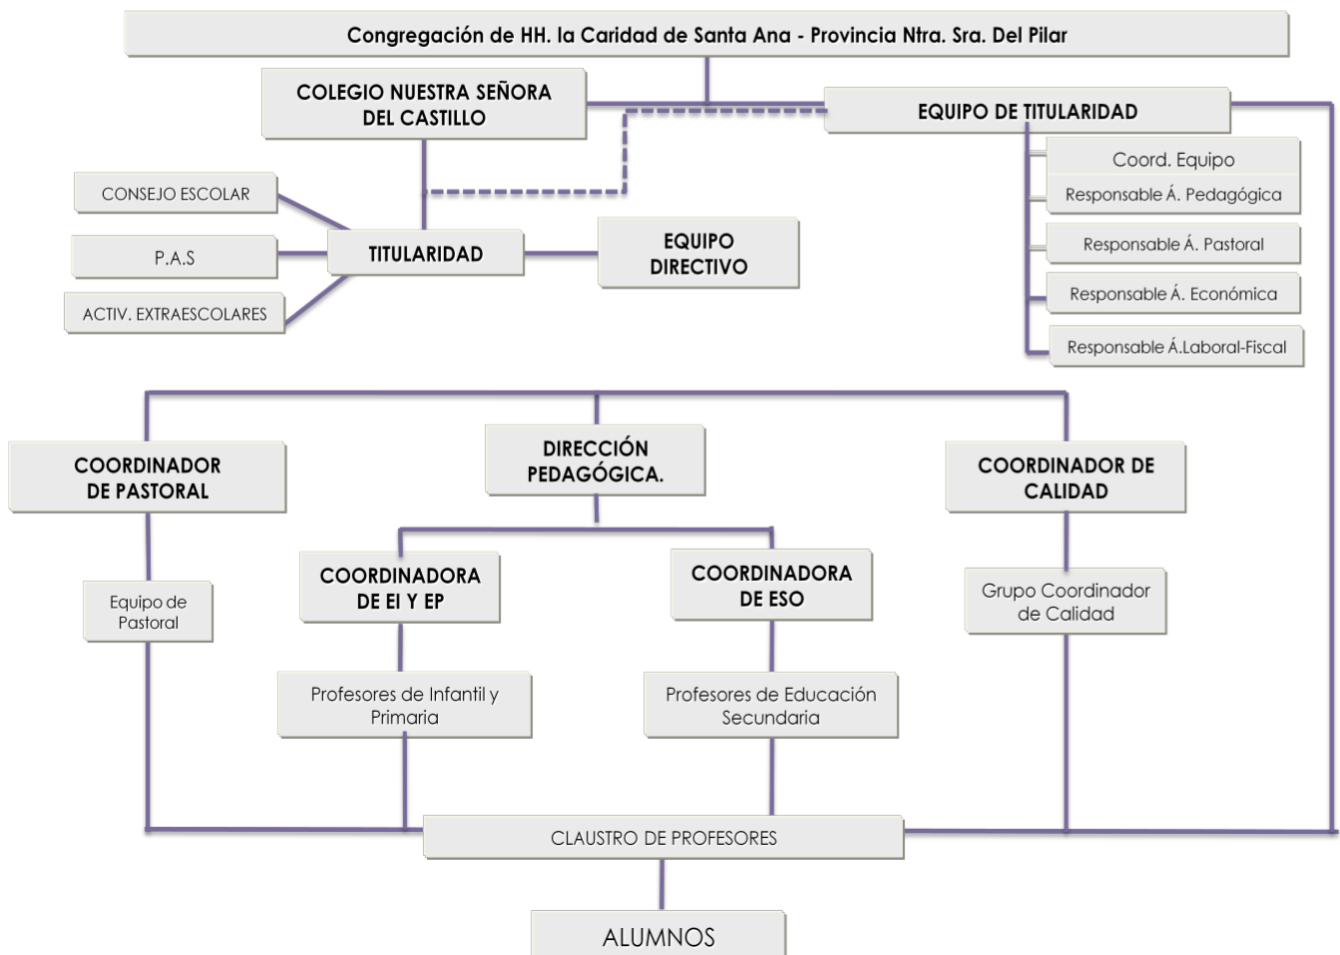 Congregación de HH. la Caridad de Santa Ana - Provincia Ntra. Sra. Del Pilar
COLEGIO NUESTRA SEÑORA
DEL CASTILLO
EQUIPO DE TITULARIDAD
Coord. Equipo
Responsable Á. Pedagógica
Responsable Á. Pastoral
Responsable Á. Económica
Responsable Á.Laboral-Fiscal
CONSEJO ESCOLAR
P.A.S
ACTIV. EXTRAESCOLARES
TITULARIDAD
EQUIPO
DIRECTIVO
COORDINADOR
DE PASTORAL
DIRECCIÓN
PEDAGÓGICA.
COORDINADOR DE
CALIDAD
Equipo de
Pastoral
COORDINADORA
DE EI Y EP
COORDINADORA
DE ESO
Grupo Coordinador
de Calidad
Profesores de Infantil y
Primaria
Profesores de Educación
Secundaria
CLAUSTRO DE PROFESORES
ALUMNOS